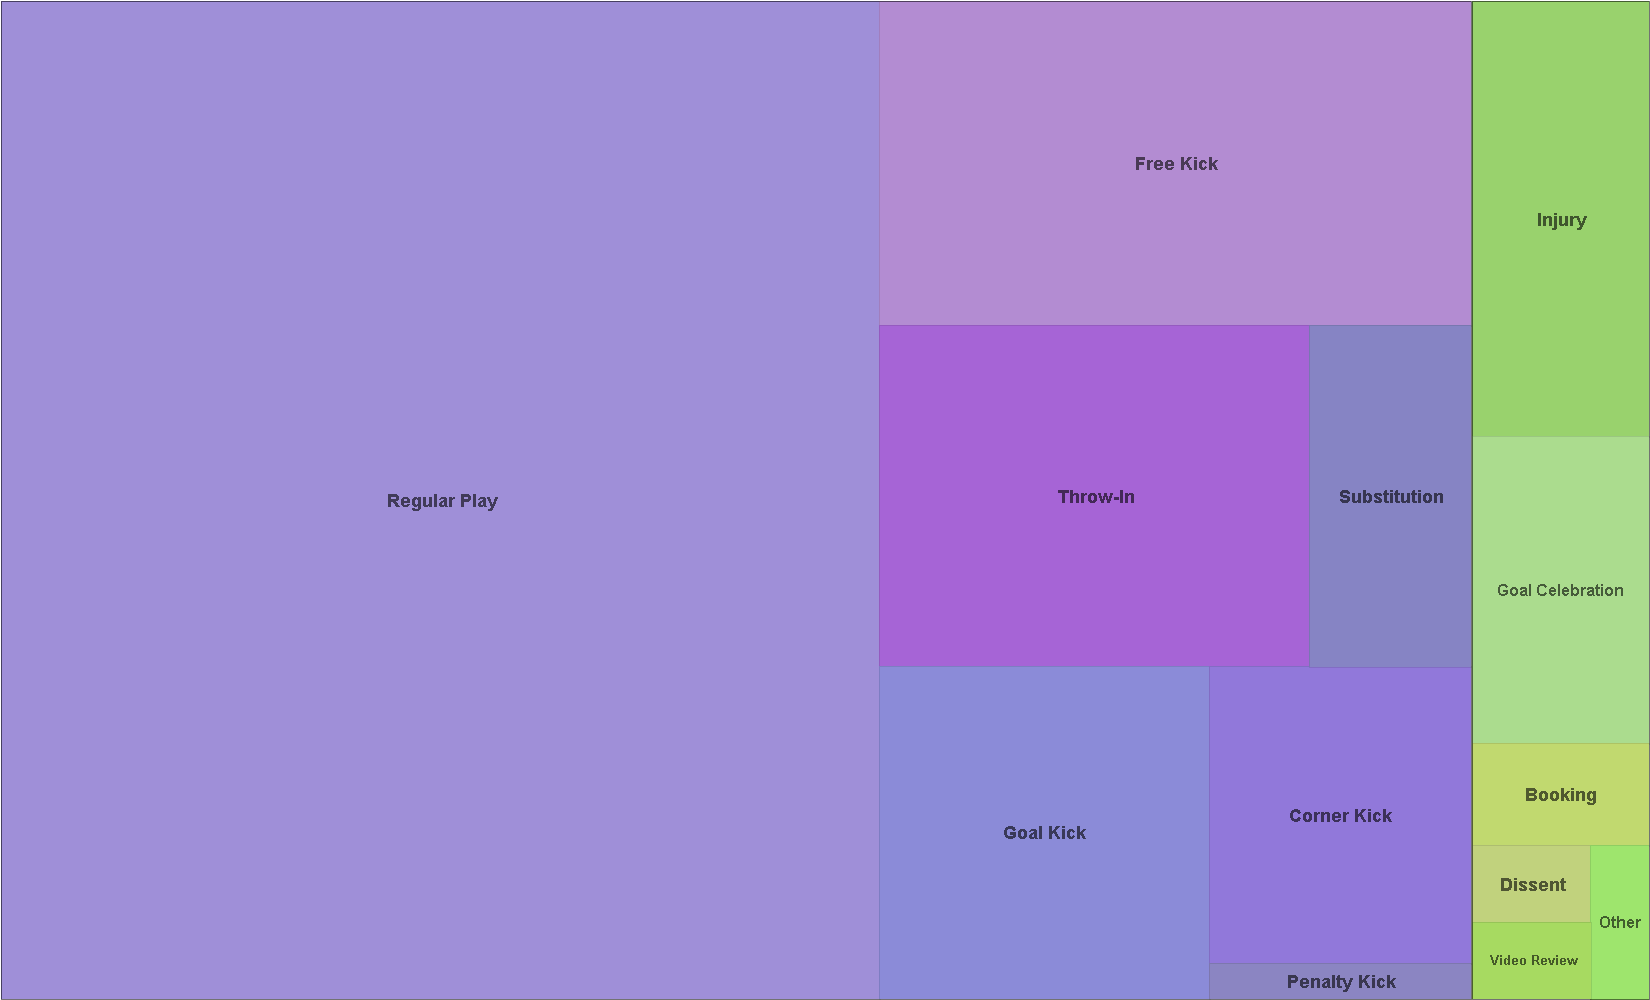 Regular Play
Free Kick
Throw-In
Substitution
Goal Kick
Corner Kick
Penalty Kick
Injury
Goal Celebration
Booking
Dissent
Other
Video Review